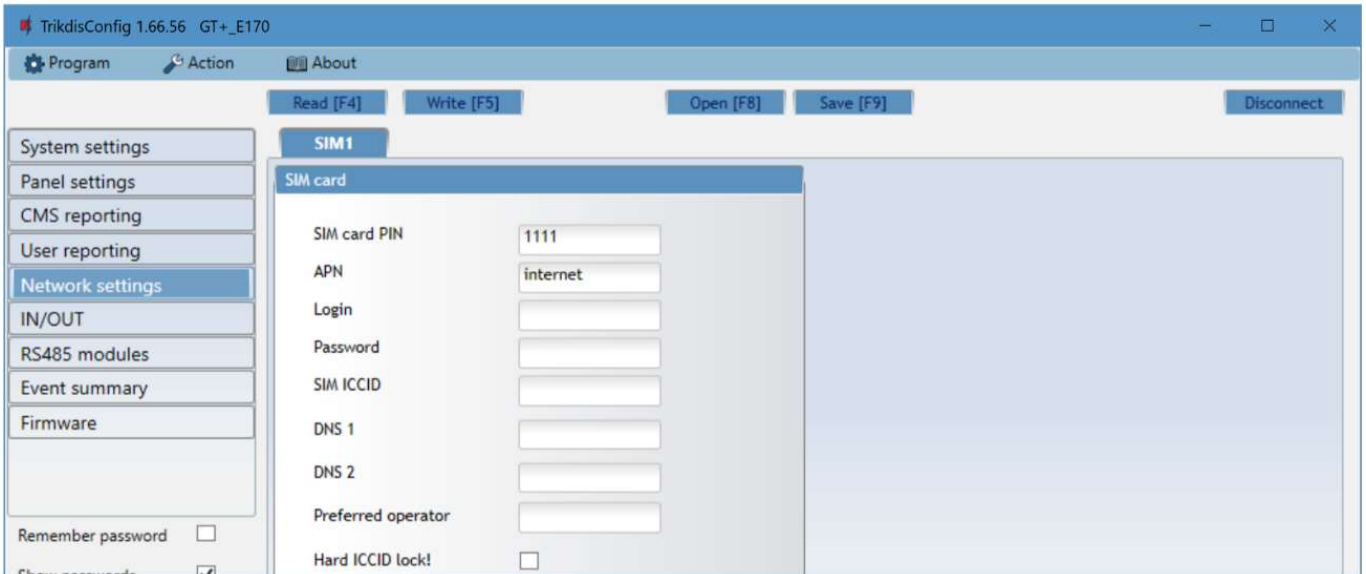 TrikdisConfig 1.66.56 GT+_E170
Program Action About
Read [F4] Write [F5] Open [F8] Save [F9] Disconnect
System settings
Panel settings
CMS reporting
User reporting
Network settings
IN/OUT
RS485 modules
Event summary
Firmware
Remember password
Show passwords
SIM1
SIM card
SIM card PIN 1111
APN internet
Login
Password
SIM ICCID
DNS 1
DNS 2
Preferred operator
Hard ICCID lock!